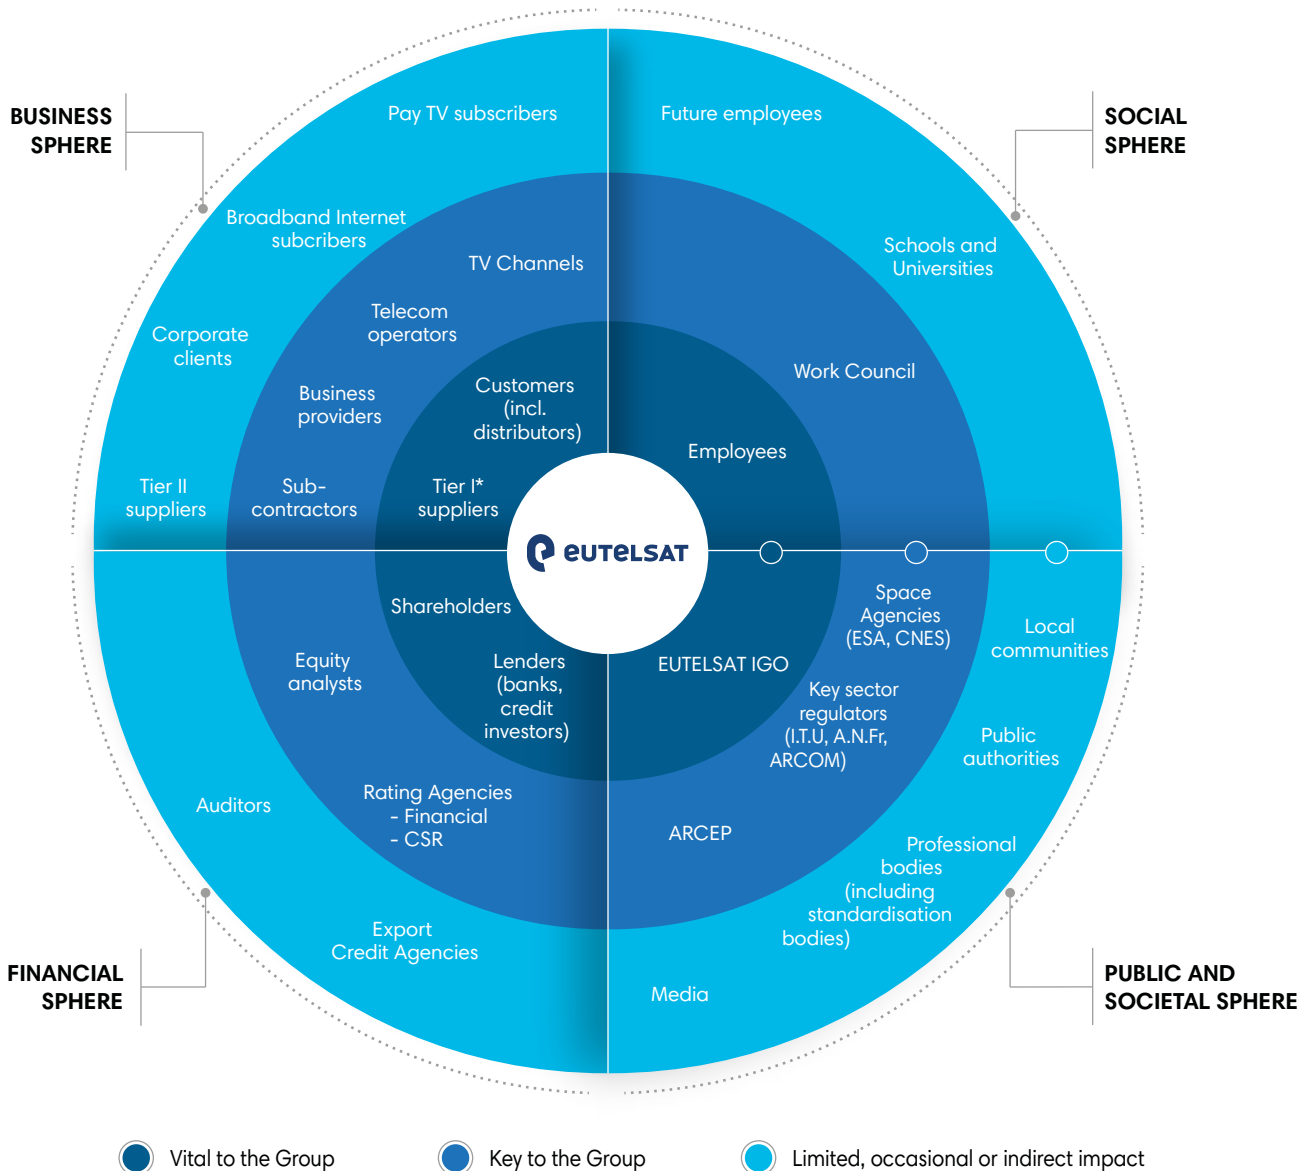 BUSINESS
SPHERE
Pay TV subscribers
Broadband Internet
subcribers
Corporate
clients
Tier II
suppliers
TV Channels
Telecom
operators
Business
providers
Sub-
contractors
Customers
(incl.
distributors)
Tier I*
suppliers
SOCIAL
SPHERE
Future employees
Schools and
Universities
Work Council
Employees
eUTeLSAT
FINANCIAL
SPHERE
Shareholders
Lenders
(banks,
credit
investors)
Equity
analysts
Rating Agencies
- Financial
- CSR
Auditors
Export
Credit Agencies
PUBLIC AND
SOCIETAL SPHERE
EUTELSAT IGO
Space
Agencies
(ESA, CNES)
Key sector
regulators
(I.T.U, A.N.Fr,
ARCOM)
ARCEP
Local
communities
Public
authorities
Professional
bodies
(including
standardisation
bodies)
Media
Vital to the Group
Key to the Group
Limited, occasional or indirect impact